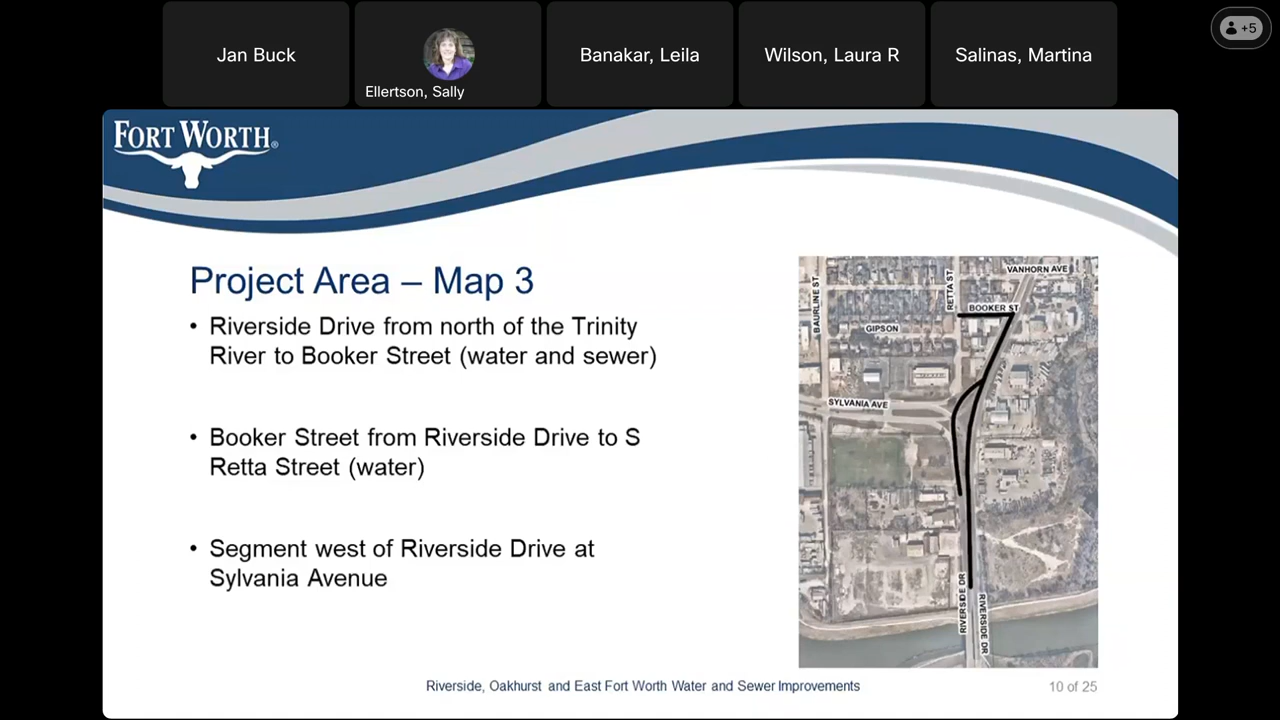 Jan Buck
Ellertson, Sally
Banakar, Leila
Wilson, Laura R
Salinas, Martina
+5
FORT WORTH®
Project Area – Map 3
• Riverside Drive from north of the Trinity
River to Booker Street (water and sewer)
• Booker Street from Riverside Drive to S
Retta Street (water)
• Segment west of Riverside Drive at
Sylvania Avenue
VANHORN AVE
RETTA ST
BAURLINE ST
BOOKER ST
GIPSON
SYLVANIA AVE
RIVERSIDE DR
RIVERSIDE DR
Riverside, Oakhurst and East Fort Worth Water and Sewer Improvements
10 of 25